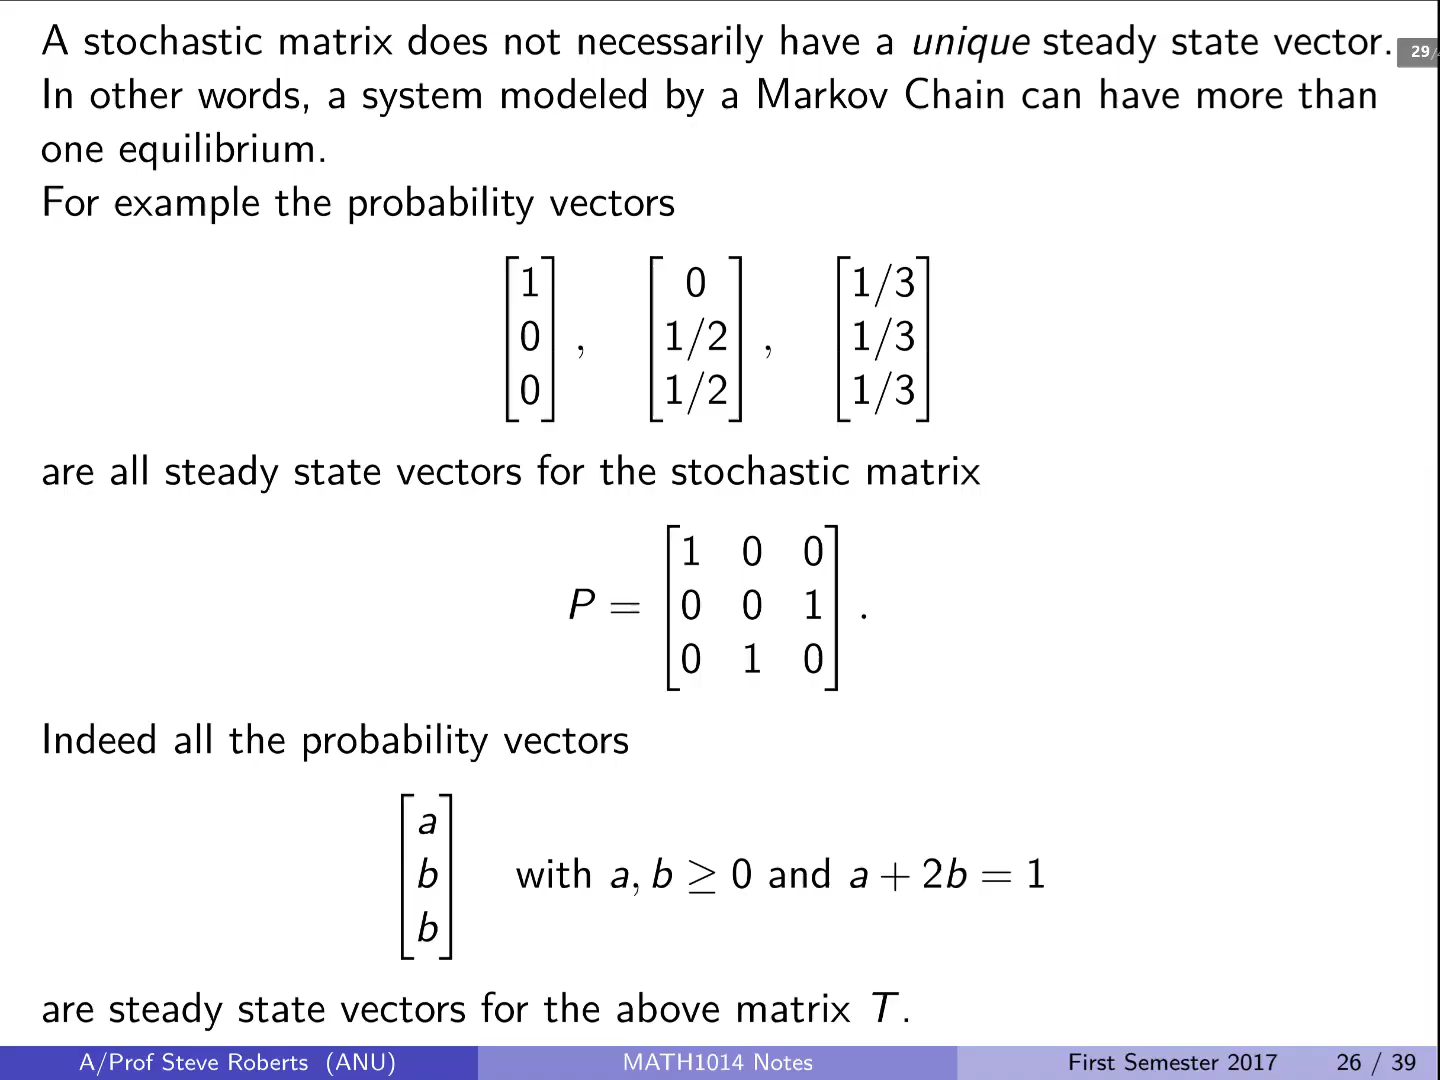 A stochastic matrix does not necessarily have a unique steady state vector.
29/
In other words, a system modeled by a Markov Chain can have more than
one equilibrium.
For example the probability vectors
[1 0 0], [0 1/2 1/2], [1/3 1/3 1/3]
are all steady state vectors for the stochastic matrix
1 0 0
P = 0 0 1 .
0 1 0
Indeed all the probability vectors
a
b with a, b ≥ 0 and a + 2b = 1
b
are steady state vectors for the above matrix T.
A/Prof Steve Roberts (ANU) MATH1014 Notes First Semester 2017 26 / 39